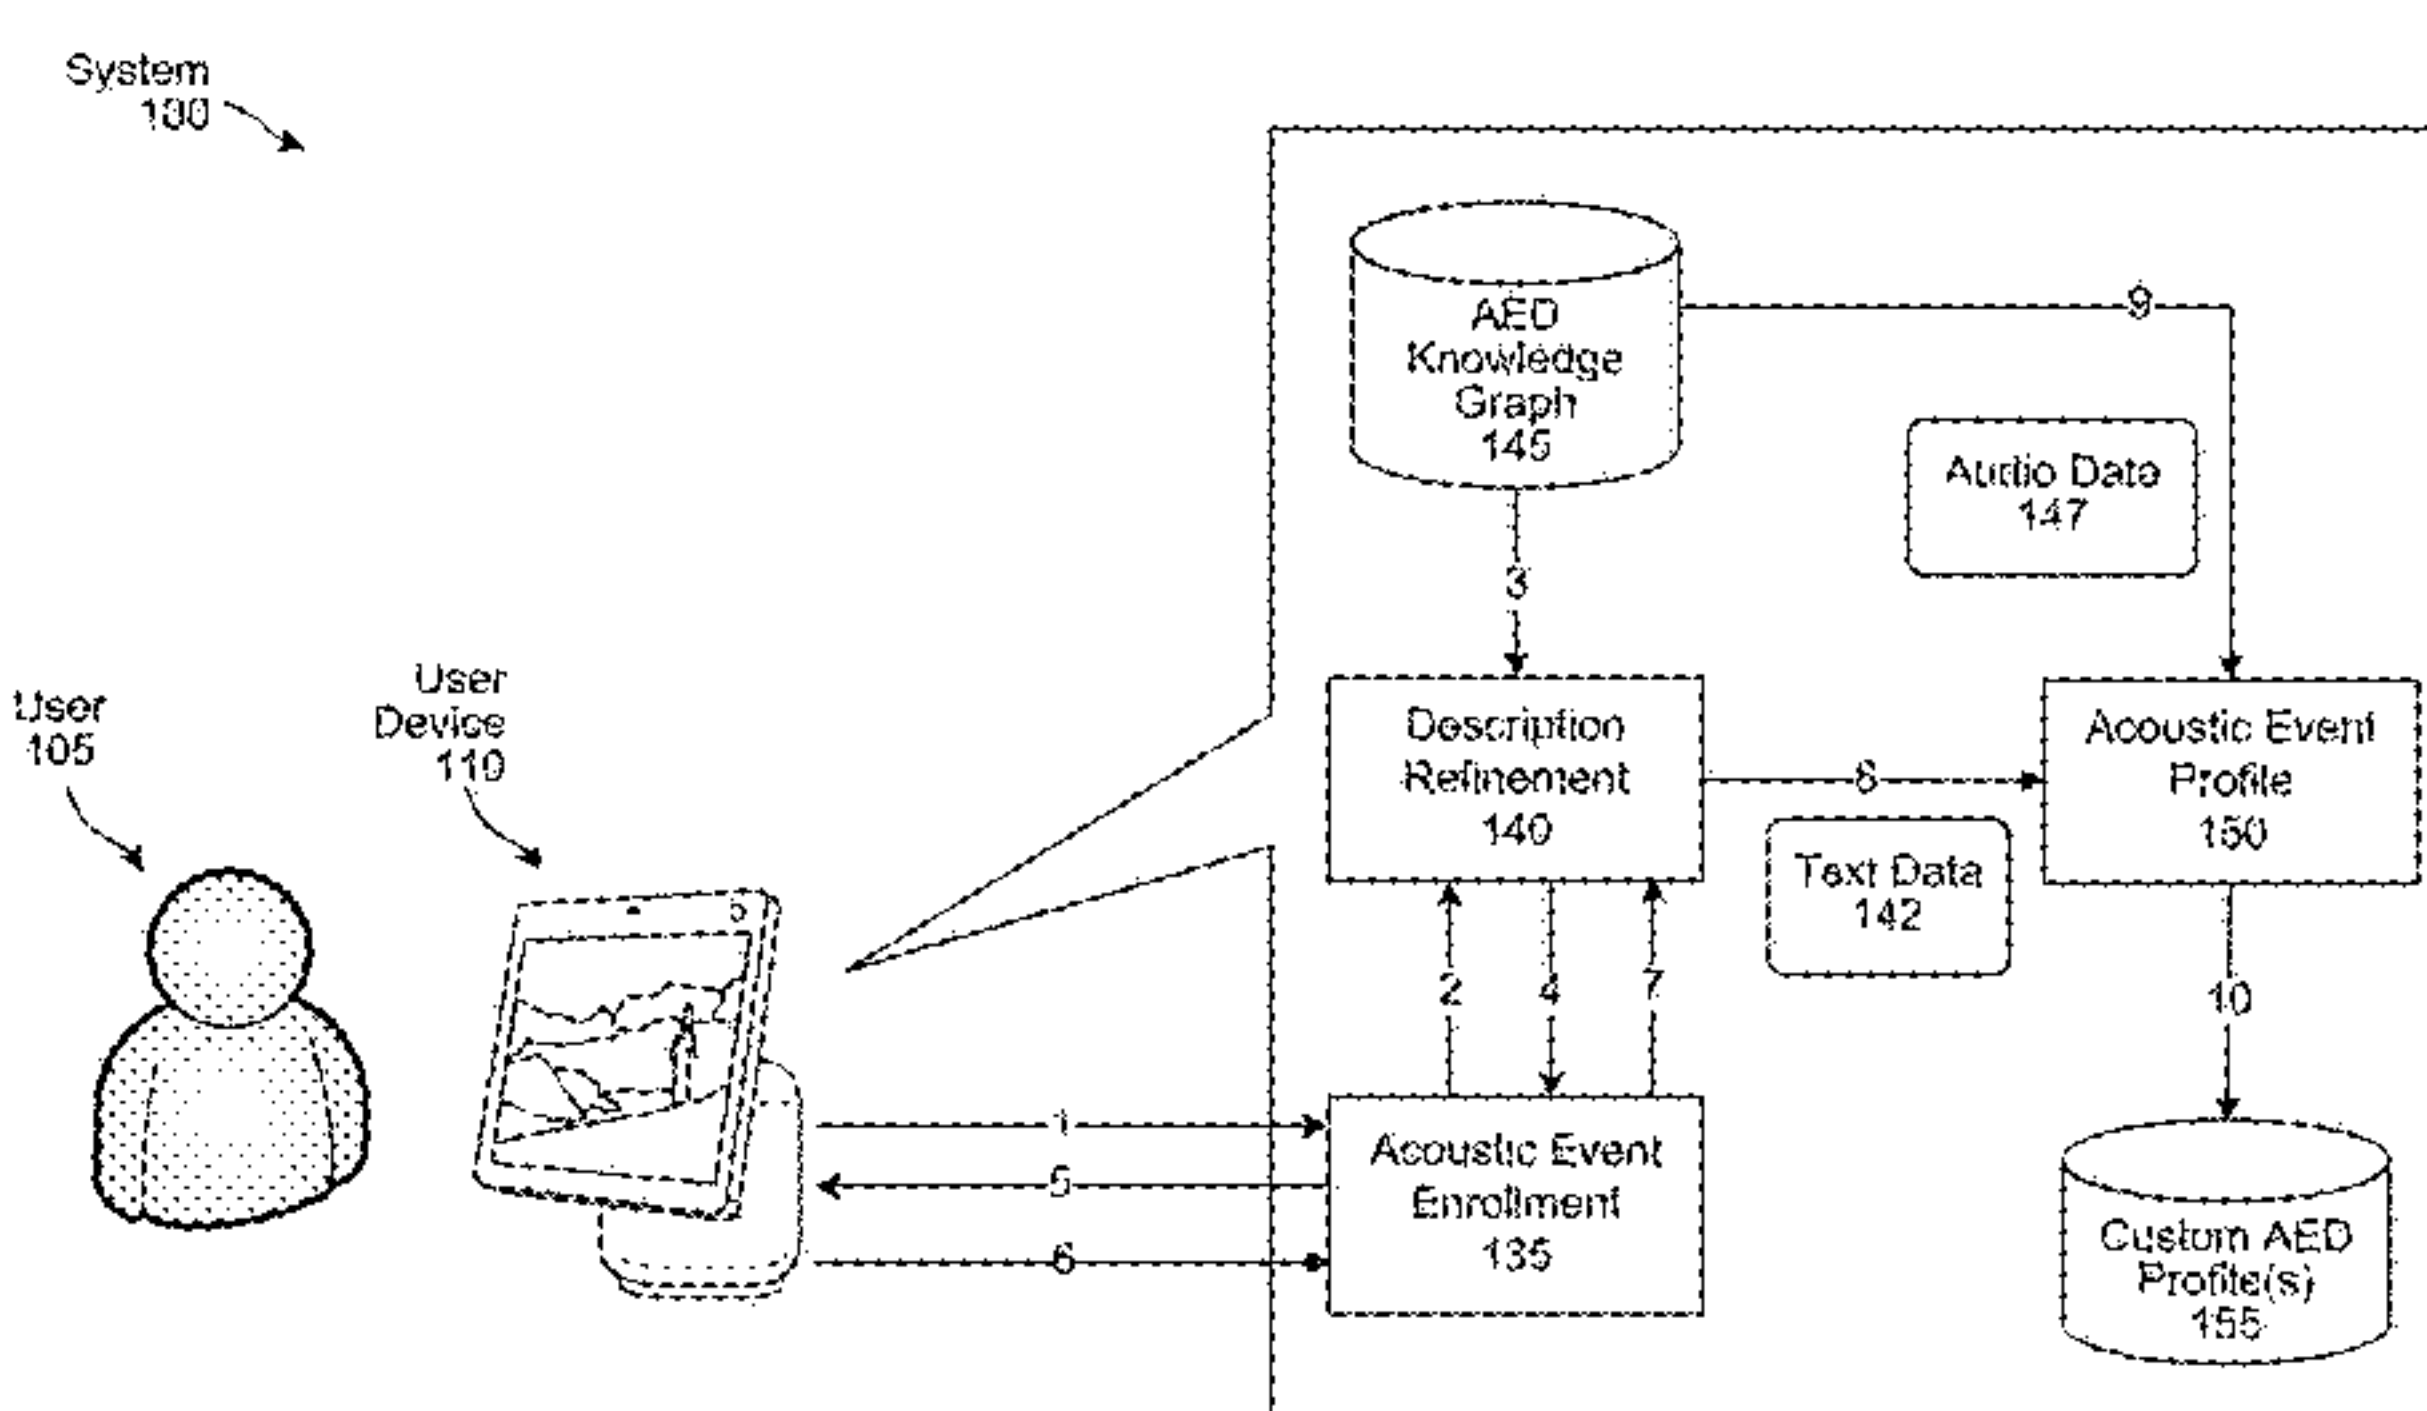 System
100
AED
Knowledge
Graph
145
9
Audio Data
147
3
User
105
User
Device
110
Description
Refinement
140
8
Text Data
142
Acoustic Event
Profile
150
2
4
7
10
1
5
6
Acoustic Event
Enrollment
135
Custom AED
Profile(s)
155